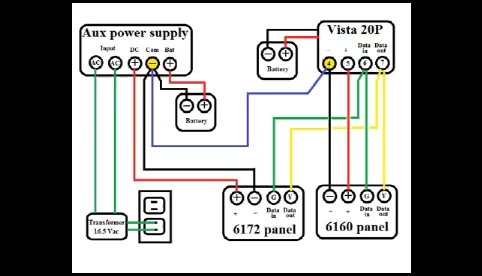 Aux power supply
Input DC Com Bat
AC AC + − +
− +
Battery
Vista 20P
− + Data in Data out
4 5 6 7
− +
Battery
Transformer
16.5 Vac
+ − G Y
+ − Data in Data out
6172 panel
− + G Y
− + Data in Data out
6160 panel